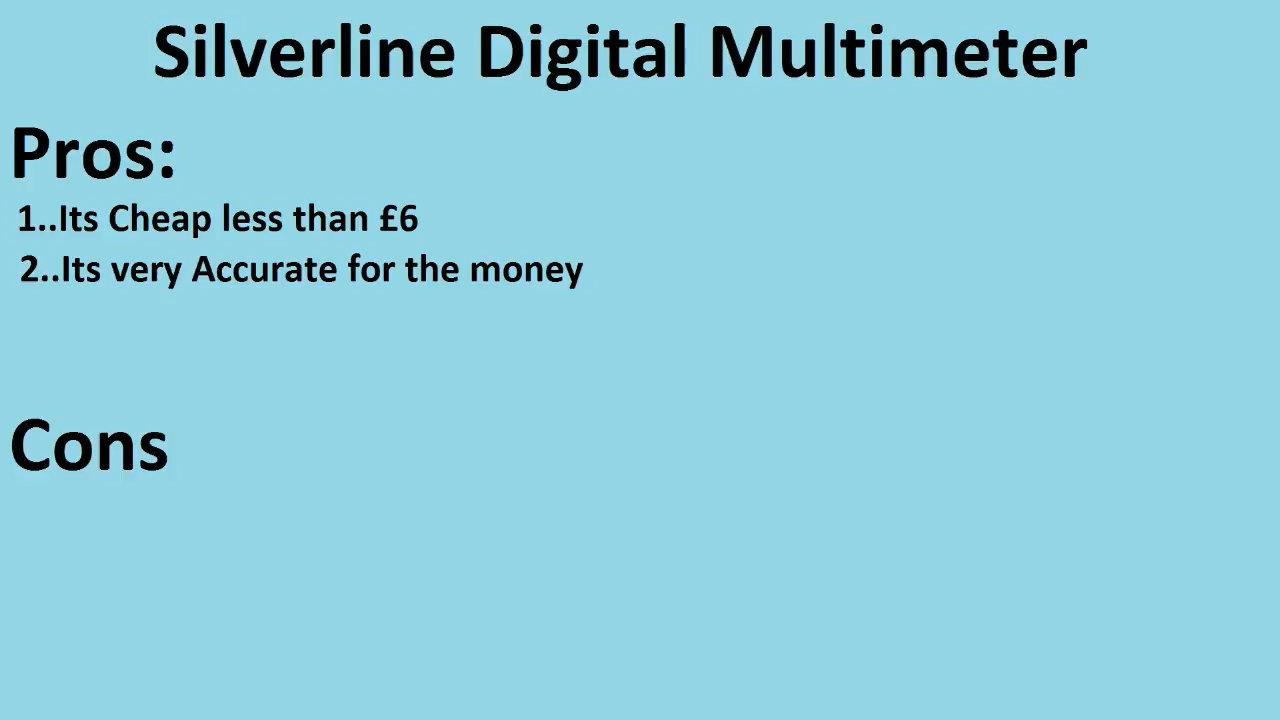 Silverline Digital Multimeter
Pros:
1..Its Cheap less than £6
2..Its very Accurate for the money
Cons